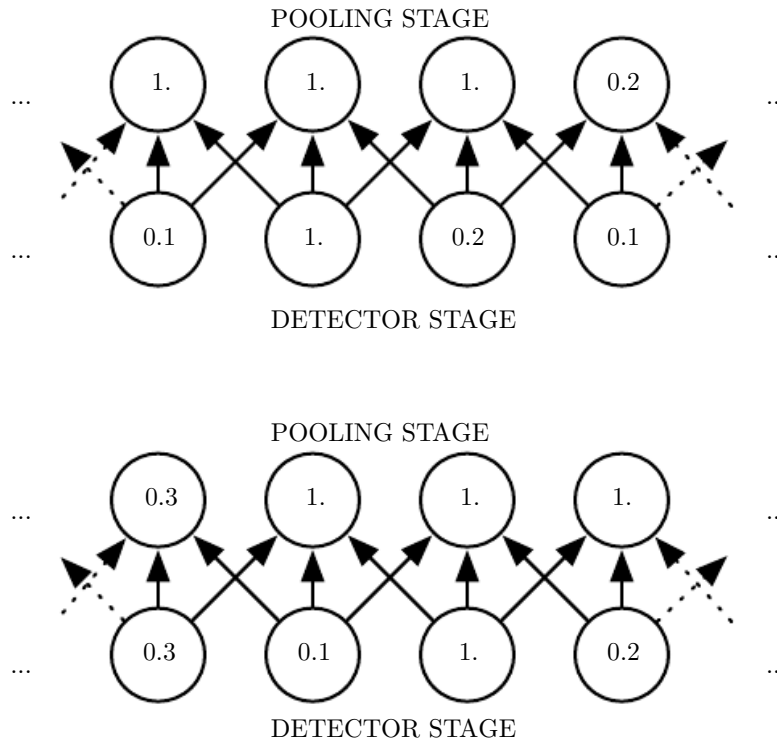 POOLING STAGE
... 1. 1. 1. 0.2 ...
... 0.1 1. 0.2 0.1 ...
DETECTOR STAGE
POOLING STAGE
... 0.3 1. 1. 1. ...
... 0.3 0.1 1. 0.2 ...
DETECTOR STAGE